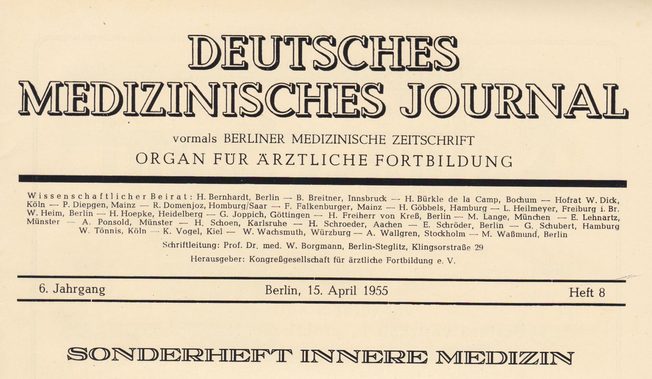 DEUTSCHES
MEDIZINISCHES JOURNAL
vormals BERLINER MEDIZINISCHE ZEITSCHRIFT
ORGAN FÜR ÄRZTLICHE FORTBILDUNG
Wissenschaftlicher Beirat: H. Bernhardt, Berlin — B. Breitner, Innsbruck — H. Bürkle de la Camp, Bochum — Hofrat W. Dick,
Köln — P. Diepgen, Mainz — R. Domenjoz, Homburg/Saar — F. Falkenburger, Mainz — H. Göbbels, Hamburg — L. Heilmeyer, Freiburg i. Br.
W. Heim, Berlin — H. Hoepke, Heidelberg — G. Joppich, Göttingen — H. Freiherr von Kreß, Berlin — M. Lange, München — E. Lehnartz,
Münster — A. Ponsold, Münster — H. Schoen, Karlsruhe — H. Schroeder, Aachen — E. Schröder, Berlin — G. Schubert, Hamburg
W. Tönnis, Köln — K. Vogel, Kiel — W. Wachsmuth, Würzburg — A. Wallgren, Stockholm — M. Waßmund, Berlin
Schriftleitung: Prof. Dr. med. W. Borgmann, Berlin-Steglitz, Klingsorstraße 29
Herausgeber: Kongreßgesellschaft für ärztliche Fortbildung e. V.
6. Jahrgang Berlin, 15. April 1955 Heft 8
SONDERHEFT INNERE MEDIZIN